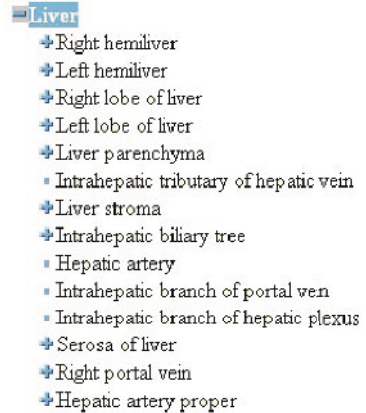 Liver
Right hemiliver
Left hemiliver
Right lobe of liver
Left lobe of liver
Liver parenchyma
Intrahepatic tributary of hepatic vein
Liver stroma
Intrahepatic biliary tree
Hepatic artery
Intrahepatic branch of portal vein
Intrahepatic branch of hepatic plexus
Serosa of liver
Right portal vein
Hepatic artery proper